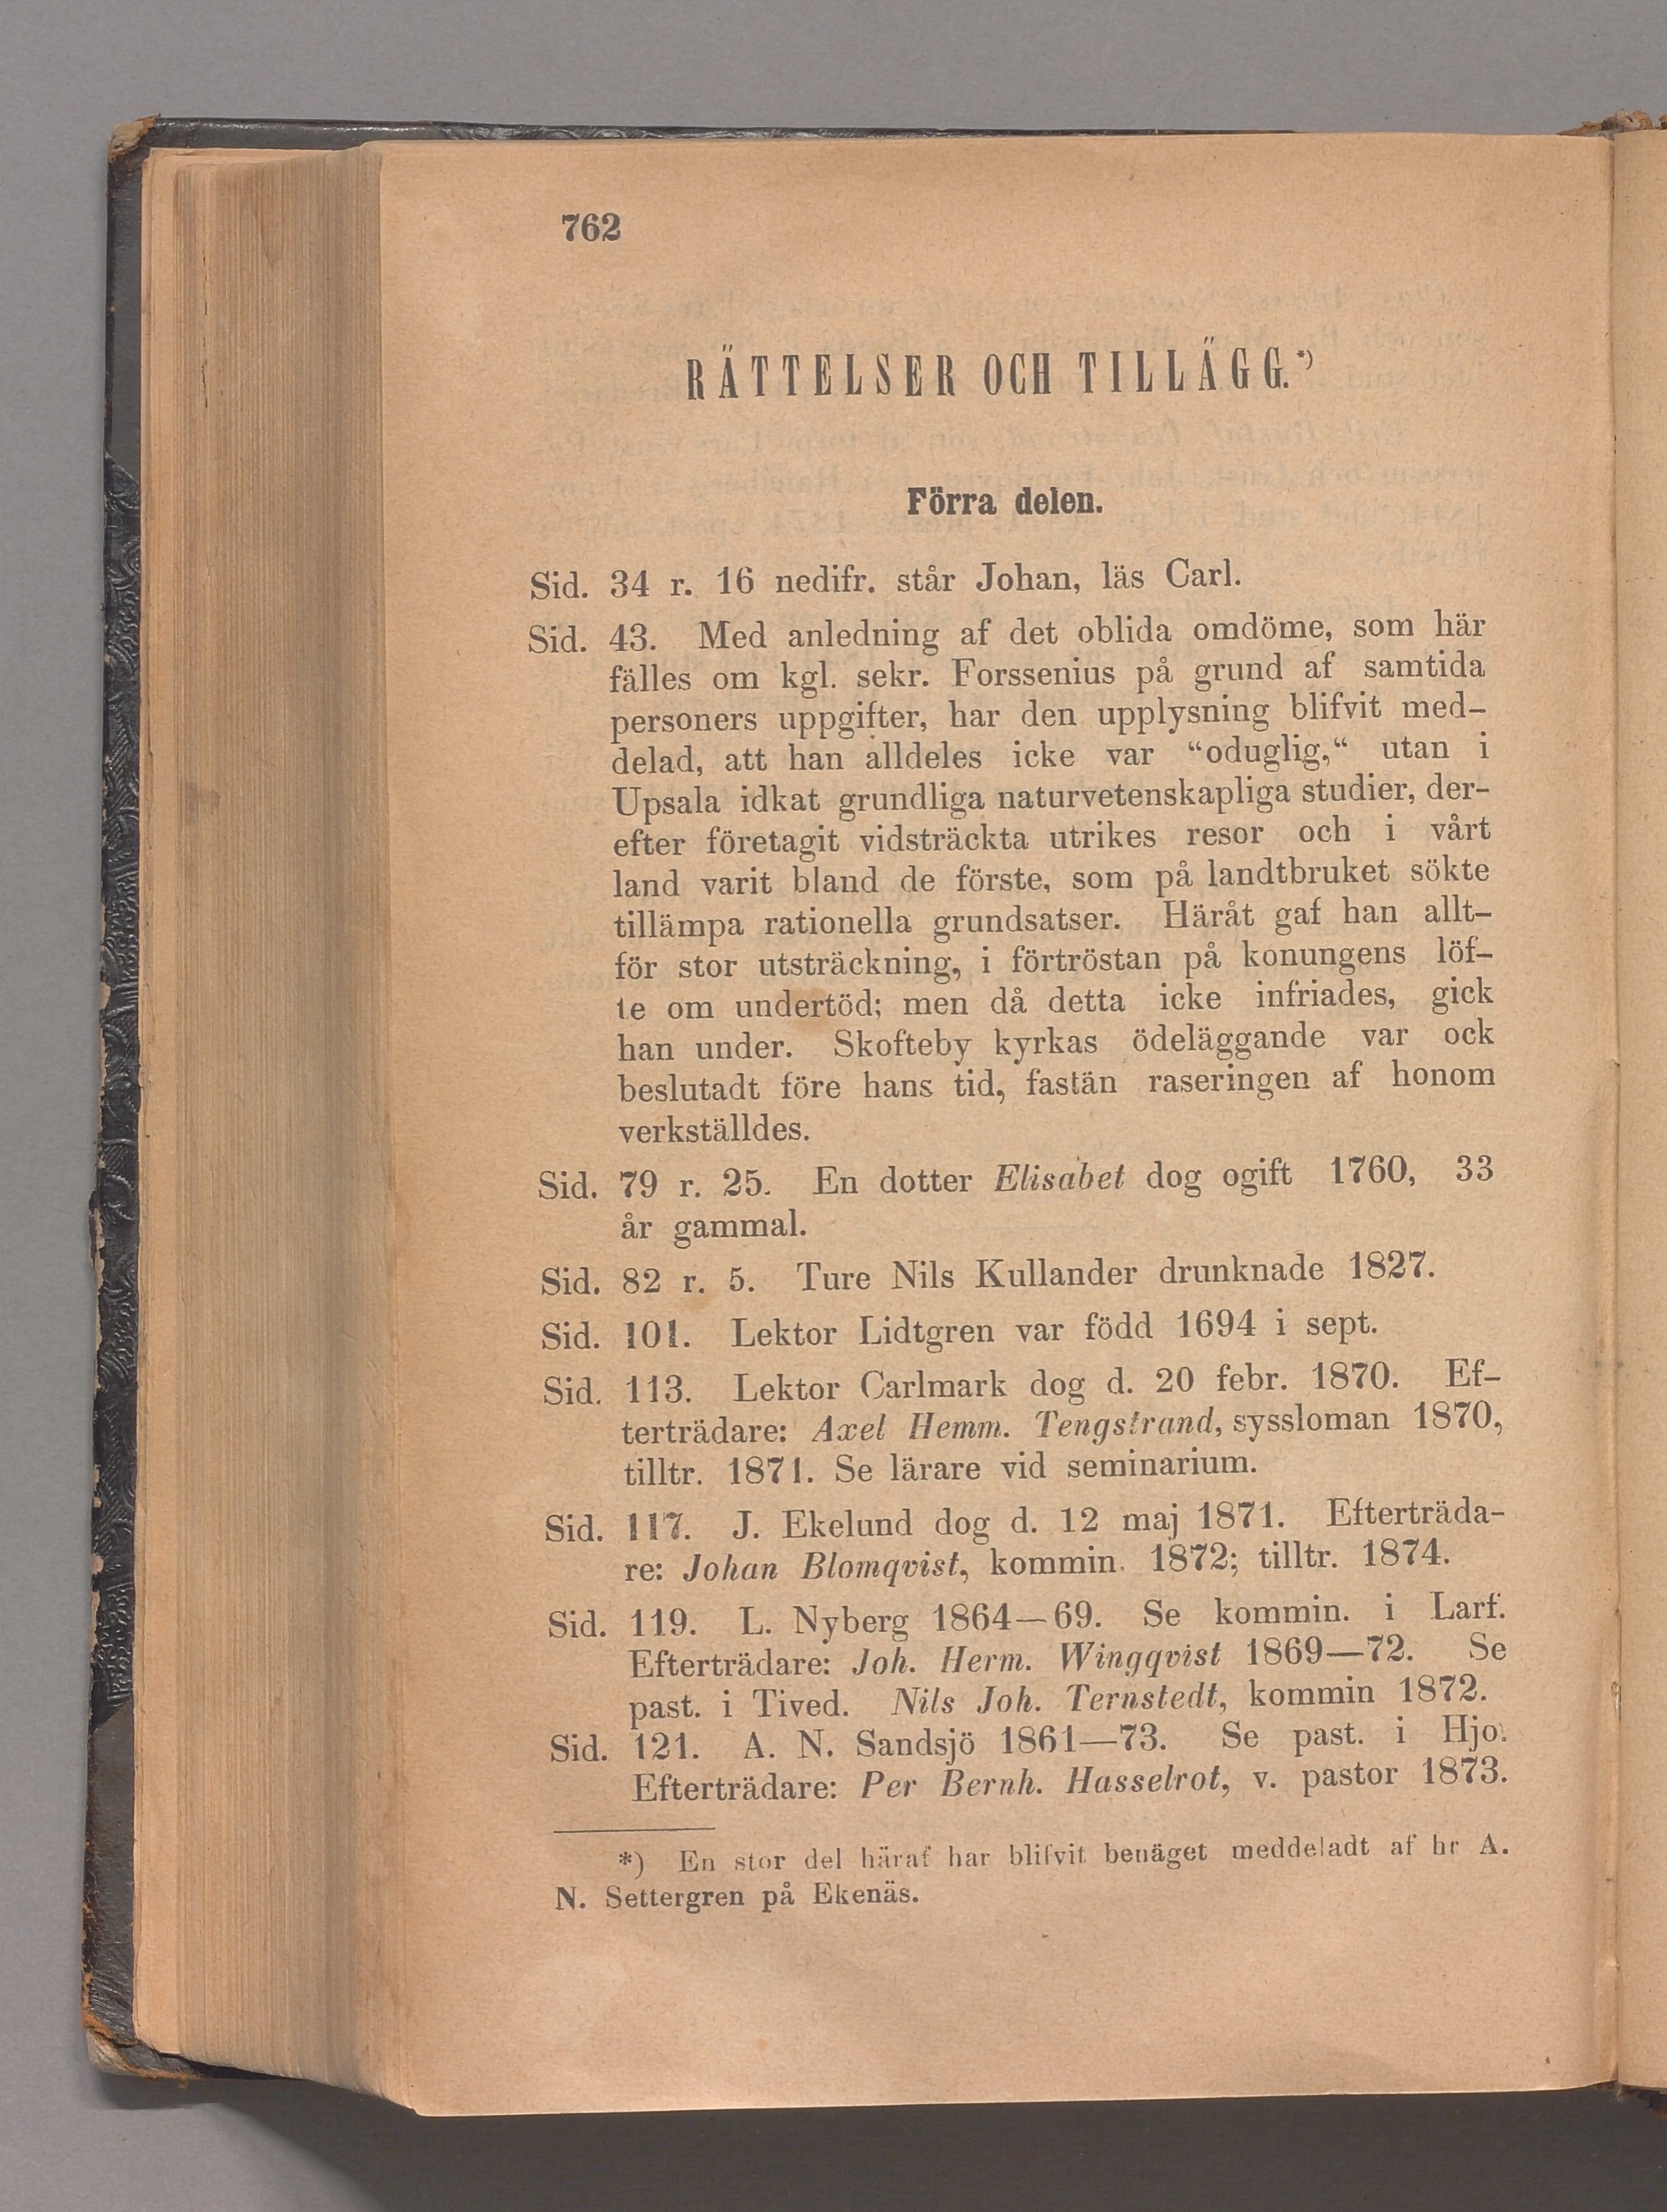 762
RÄTTELSER OCH TILLÄGG.*)
Förra delen.
Sid. 34 r. 16 nedifr. står Johan, läs Carl.
Sid. 43. Med anledning af det oblida omdöme, som här
fälles om kgl. sekr. Forssenius på grund af samtida
personers uppgifter, har den upplysning blifvit med-
delad, att han alldeles icke var “oduglig,“ utan i
Upsala idkat grundliga naturvetenskapliga studier, der-
efter företagit vidsträckta utrikes resor och i vårt
land varit bland de förste, som på landtbruket sökte
tillämpa rationella grundsatser. Häråt gaf han allt-
för stor utsträckning, i förtröstan på konungens löf-
te om undertöd; men då detta icke infriades, gick
han under. Skofteby kyrkas ödeläggande var ock
beslutadt före hans tid, fastän raseringen af honom
verkställdes.
Sid. 79 r. 25. En dotter Elisabet dog ogift 1760, 33
år gammal.
Sid. 82 r. 5. Ture Nils Kullander drunknade 1827.
Sid. 101. Lektor Lidtgren var född 1694 i sept.
Sid. 113. Lektor Carlmark dog d. 20 febr. 1870. Ef-
terträdare: Axel Hemm. Tengstrand, syssloman 1870,
tilltr. 1871. Se lärare vid seminarium.
Sid. 117. J. Ekelund dog d. 12 maj 1871. Efterträda-
re: Johan Blomqvist, kommin. 1872; tilltr. 1874.
Sid. 119. L. Nyberg 1864—69. Se kommin. i Larf.
Efterträdare: Joh. Herm. Wingqvist 1869—72. Se
past. i Tived. Nils Joh. Ternstedt, kommin 1872.
Sid. 121. A. N. Sandsjö 1861—73. Se past. i Hjo.
Efterträdare: Per Bernh. Hasselrot, v. pastor 1873.
*) En stor del häraf har blifvit benäget meddeladt af hr A.
N. Settergren på Ekenäs.